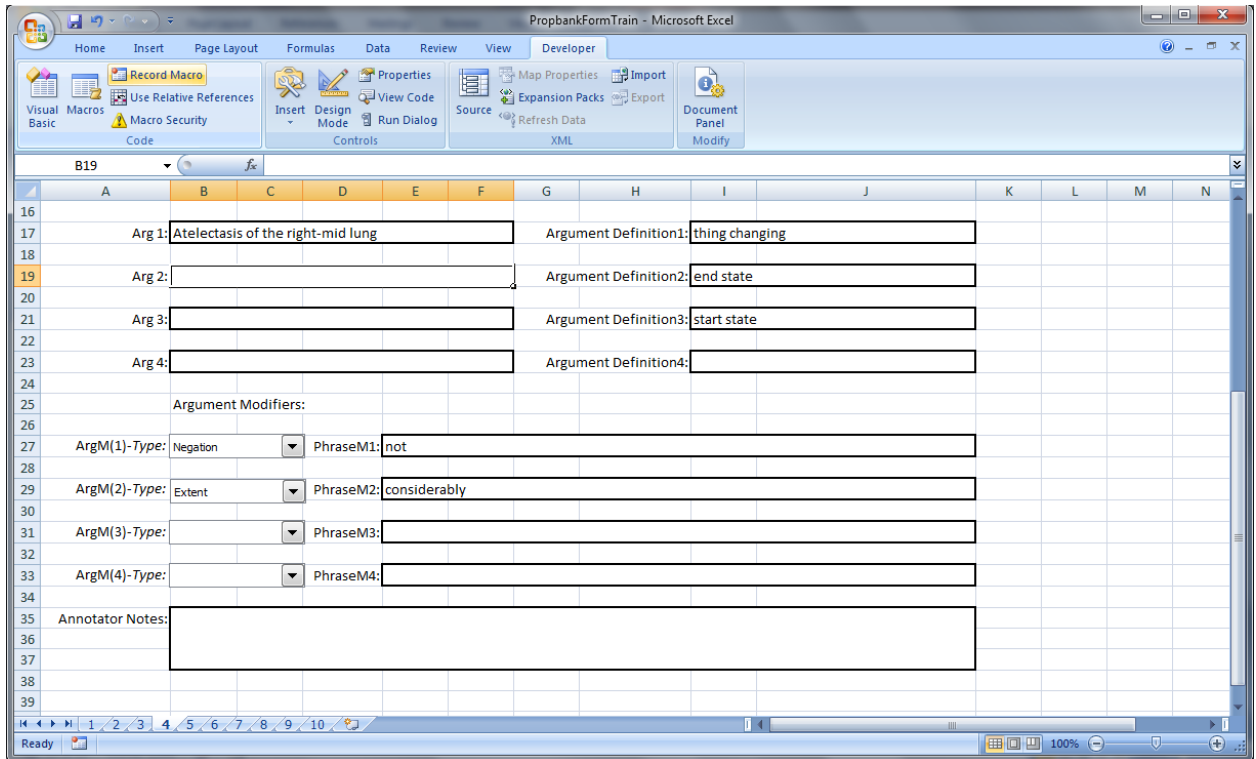 PropbankFormTrain - Microsoft Excel
Home Insert Page Layout Formulas Data Review View Developer
Visual Basic
Macros
Record Macro
Use Relative References
Macro Security
Code
Insert
Design Mode
Properties
View Code
Run Dialog
Controls
Source
Map Properties
Expansion Packs
Refresh Data
Import
Export
XML
Document Panel
Modify
B19 fx
A B C D E F G H I J K L M N
16
17 Arg 1: Atelectasis of the right-mid lung Argument Definition1: thing changing
18
19 Arg 2: Argument Definition2: end state
20
21 Arg 3: Argument Definition3: start state
22
23 Arg 4: Argument Definition4:
24
25 Argument Modifiers:
26
27 ArgM(1)-Type: Negation PhraseM1: not
28
29 ArgM(2)-Type: Extent PhraseM2: considerably
30
31 ArgM(3)-Type: PhraseM3:
32
33 ArgM(4)-Type: PhraseM4:
34
35 Annotator Notes:
36
37
38
39
1 2 3 4 5 6 7 8 9 10
Ready 100%